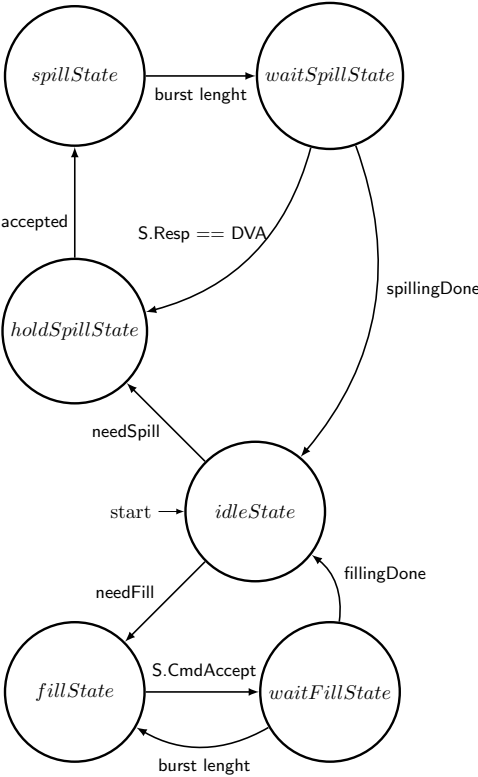 spillState
waitSpillState
burst lenght
accepted
S.Resp == DVA
spillingDone
holdSpillState
needSpill
start
idleState
needFill
fillingDone
S.CmdAccept
fillState
waitFillState
burst lenght